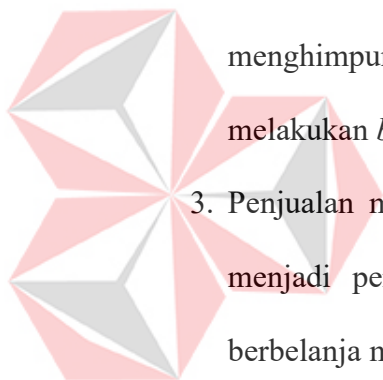 menghimpun
melakukan b
3. Penjualan m
menjadi pe
berbelanja m